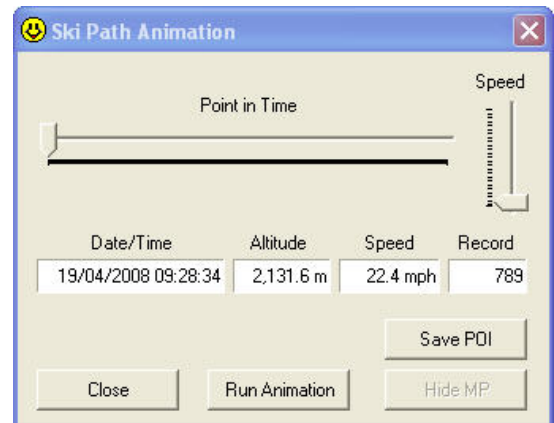 Ski Path Animation
Speed
Point in Time
Date/Time Altitude Speed Record
19/04/2008 09:28:34 2,131.6 m 22.4 mph 789
Save POI
Close Run Animation Hide MP